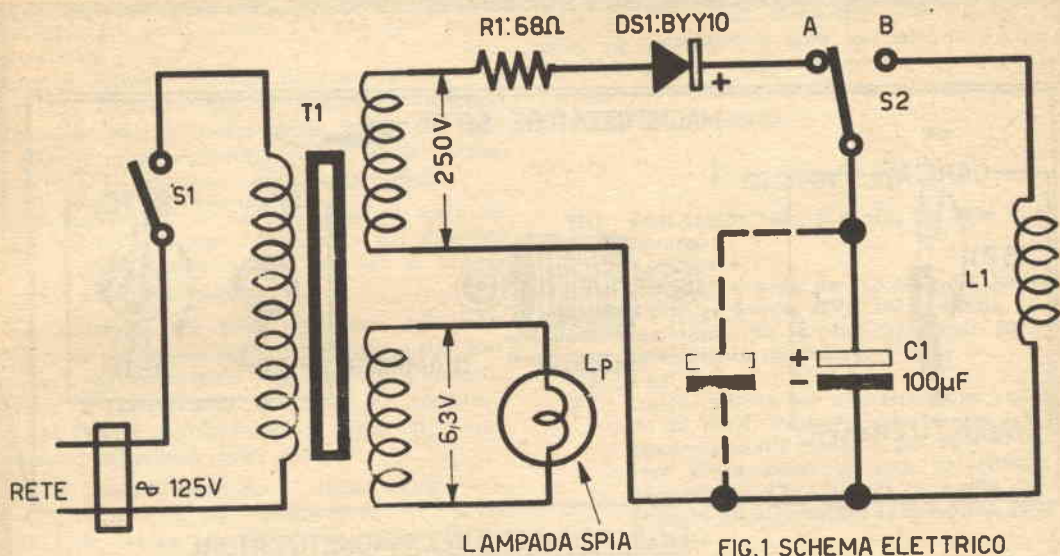 R1:68Ω
DS1:BYY10
A
B
T1
+
S2
S1
250V
L1
6,3V
Lp
+
-
C1
100µF
RETE
125V
LAMPADA SPIA
FIG.1 SCHEMA ELETTRICO